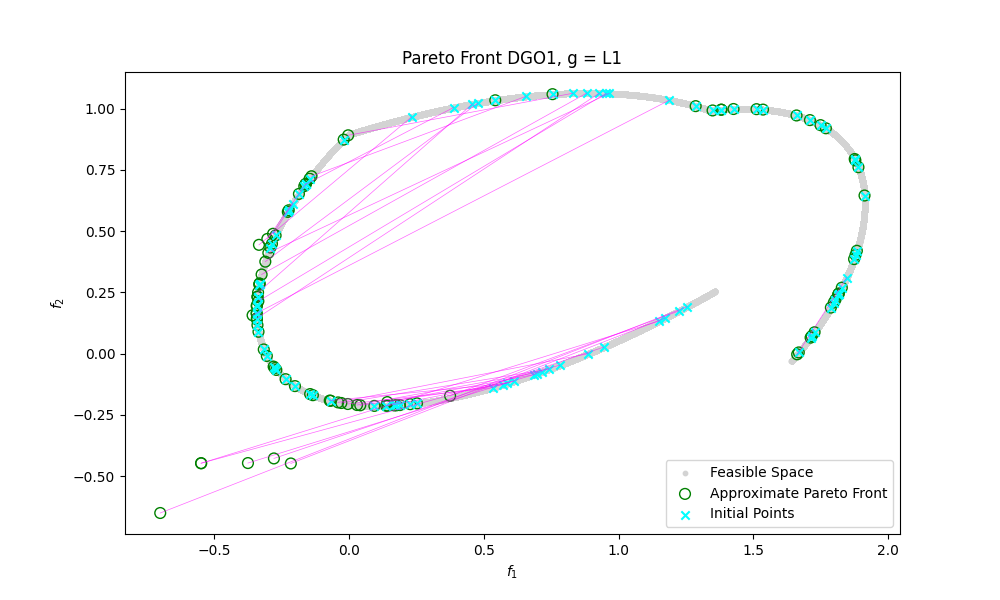 Pareto Front DGO1, g = L1
1.00
0.75
0.50
0.25
0.00
−0.25
−0.50
f₂
−0.5
0.0
0.5
1.0
1.5
2.0
f₁
Feasible Space
Approximate Pareto Front
Initial Points